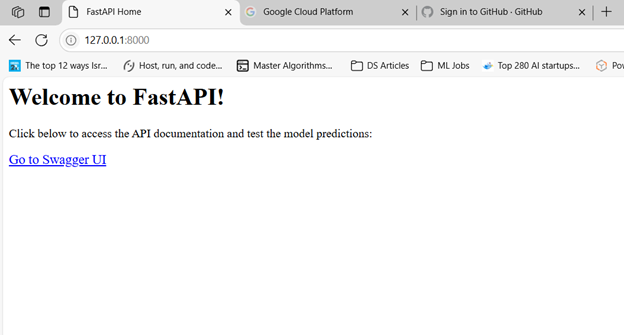 FastAPI Home
Google Cloud Platform
Sign in to GitHub · GitHub
127.0.0.1:8000
The top 12 ways Isr...
Host, run, and code...
Master Algorithms...
DS Articles
ML Jobs
Top 280 AI startups...
Po
Welcome to FastAPI!
Click below to access the API documentation and test the model predictions:
Go to Swagger UI